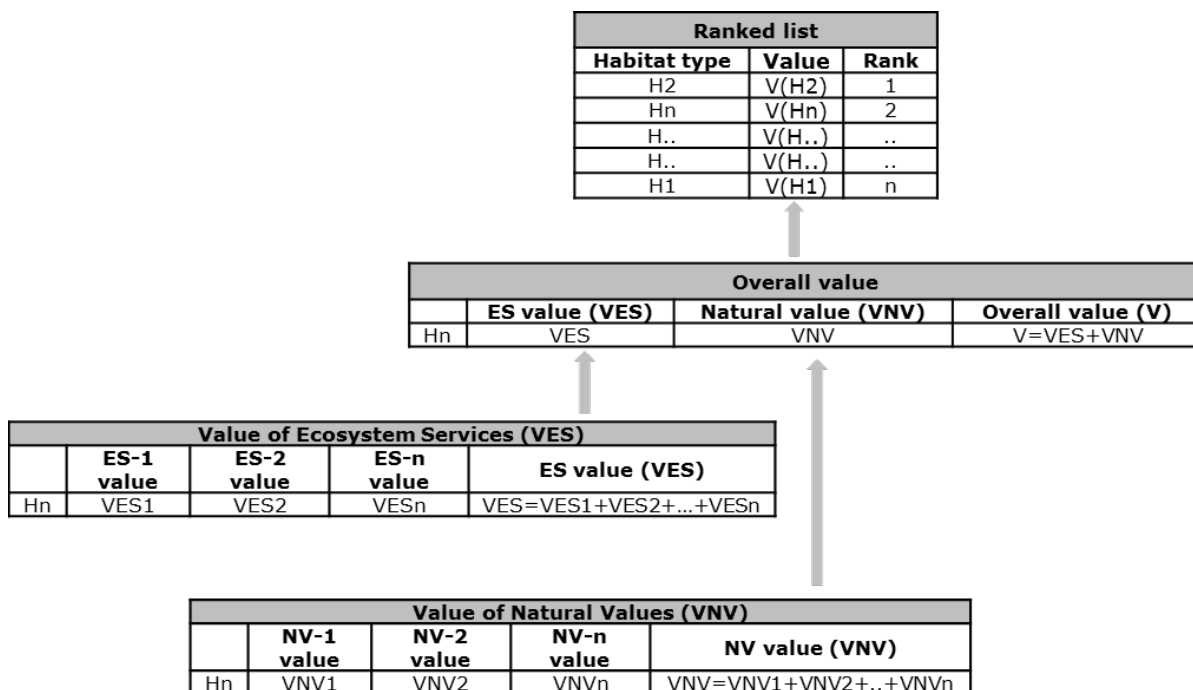 Ranked list
Habitat type Value Rank
H2 V(H2) 1
Hn V(Hn) 2
H.. V(H..) ..
H.. V(H..) ..
H1 V(H1) n
Overall value
ES value (VES) Natural value (VNV) Overall value (V)
Hn VES VNV V=VES+VNV
Value of Ecosystem Services (VES)
ES-1 value ES-2 value ES-n value ES value (VES)
Hn VES1 VES2 VESn VES=VES1+VES2+...+VESn
Value of Natural Values (VNV)
NV-1 value NV-2 value NV-n value NV value (VNV)
Hn VNV1 VNV2 VNVn VNV=VNV1+VNV2+..+VNVn